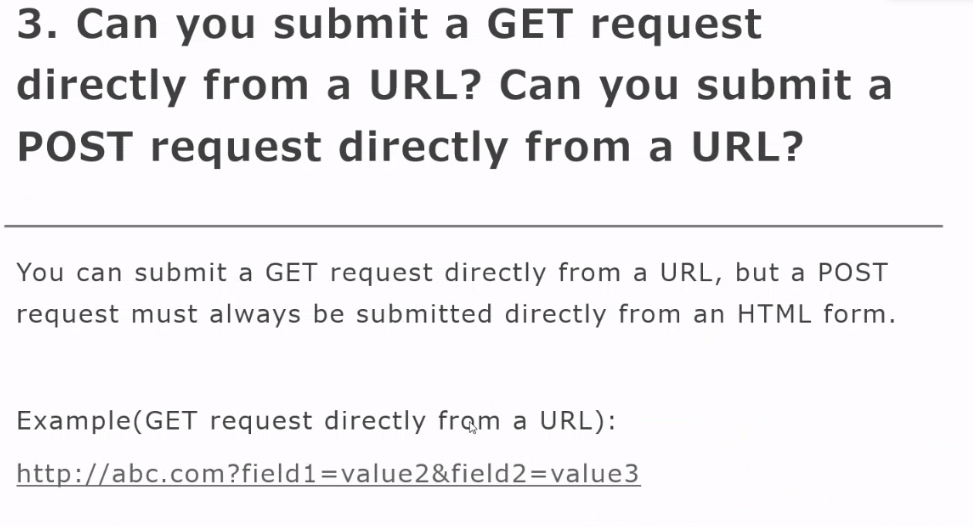 3. Can you submit a GET request
directly from a URL? Can you submit a
POST request directly from a URL?
You can submit a GET request directly from a URL, but a POST
request must always be submitted directly from an HTML form.
Example(GET request directly from a URL):
http://abc.com?field1=value2&field2=value3